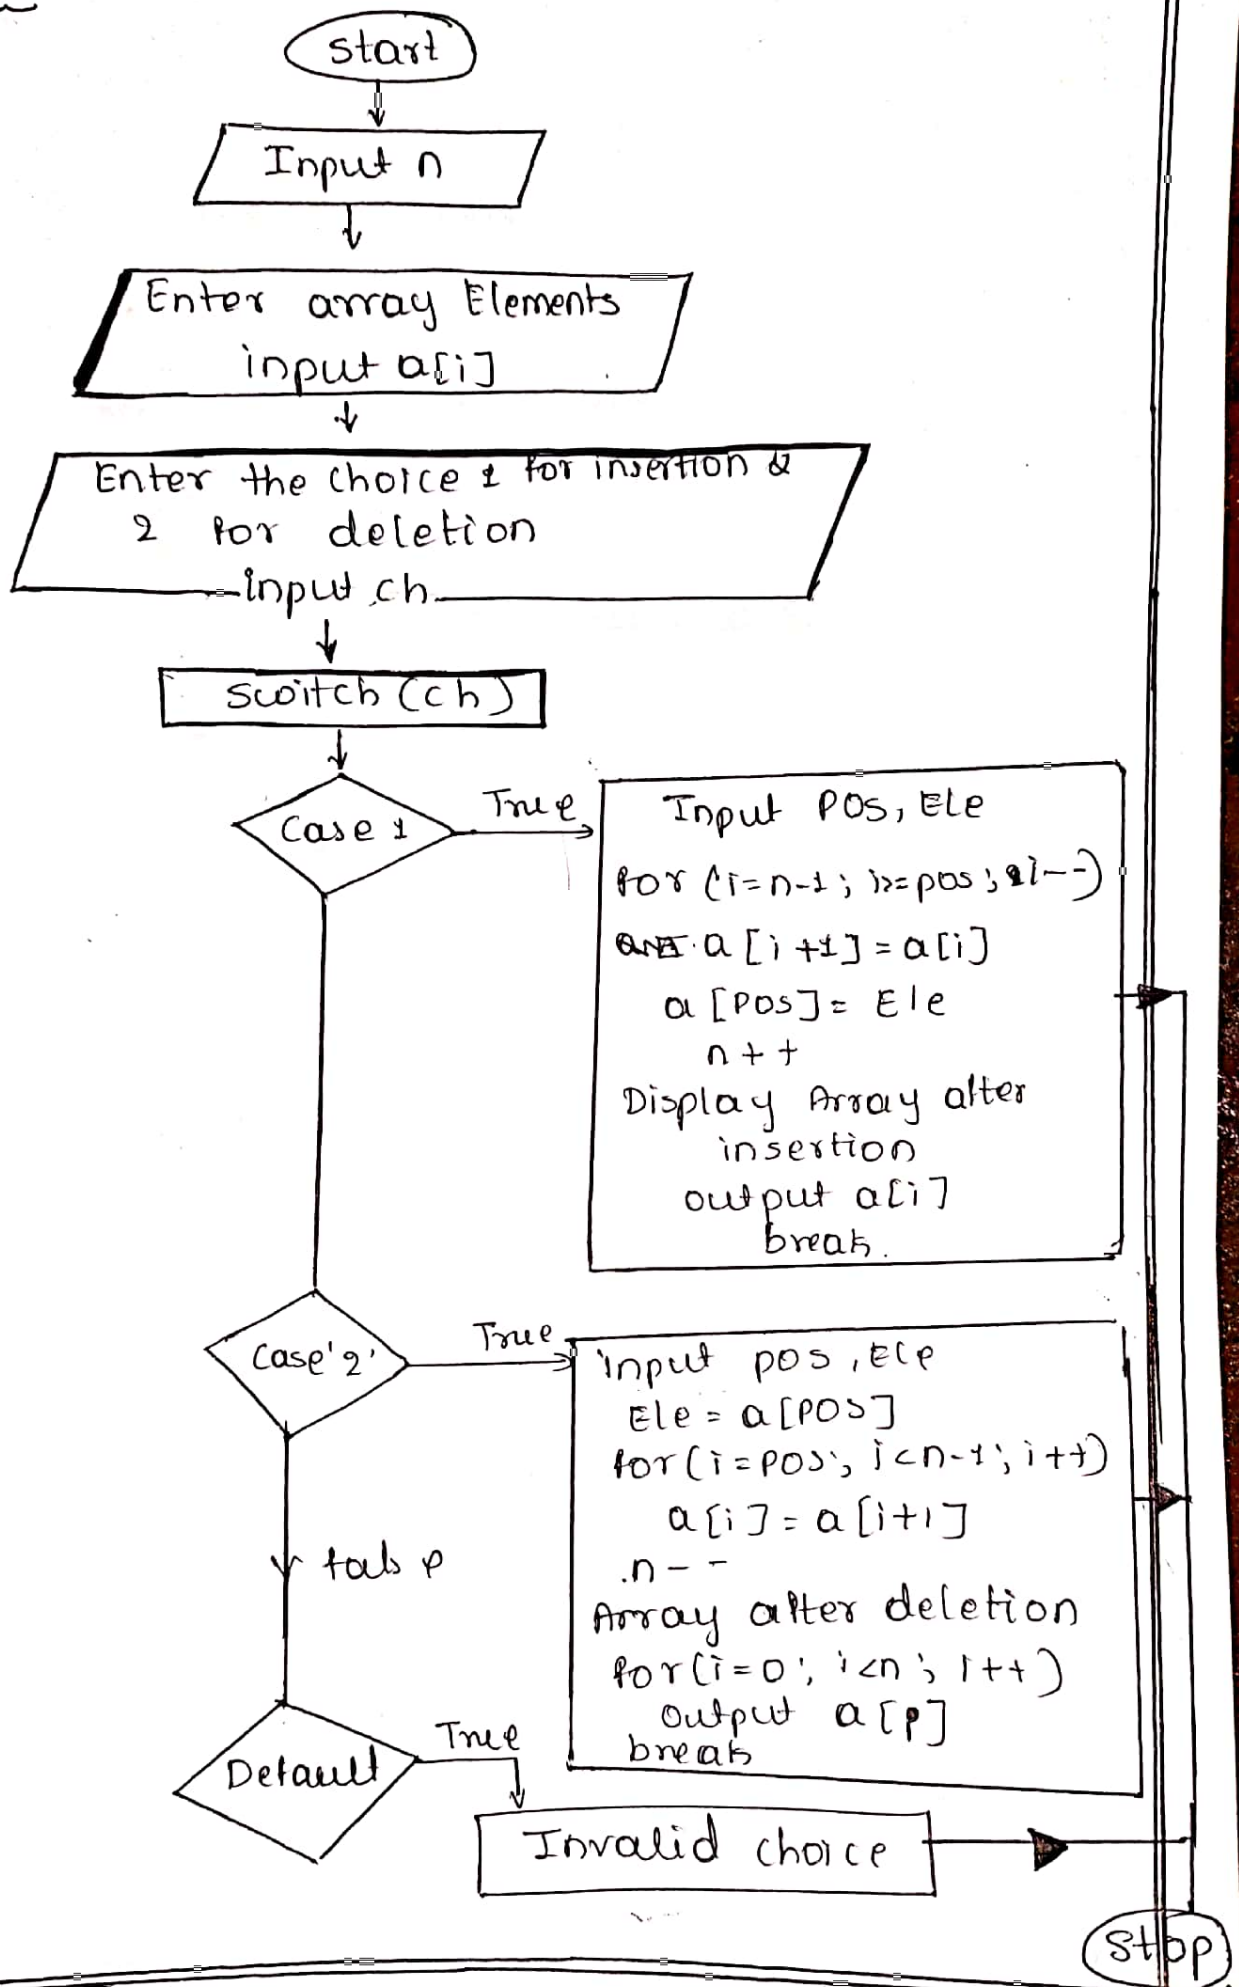 Start
Input n
Enter array Elements
input a[i]
Enter the choice 1 for insertion &
2 for deletion
input ch
switch (ch)
Case 1
True
Input POS, Ele
for (i=n-1; i>=pos; i--)
a[i+1] = a[i]
a[POS] = Ele
n++
Display Array after
insertion
output a[i]
break.
Case '2'
True
input pos, Ele
Ele = a[POS]
for(i=POS; i<n-1; i++)
a[i] = a[i+1]
n--
false
Array after deletion
for(i=0; i<n; i++)
output a[p]
break
Default
True
Invalid choice
Stop